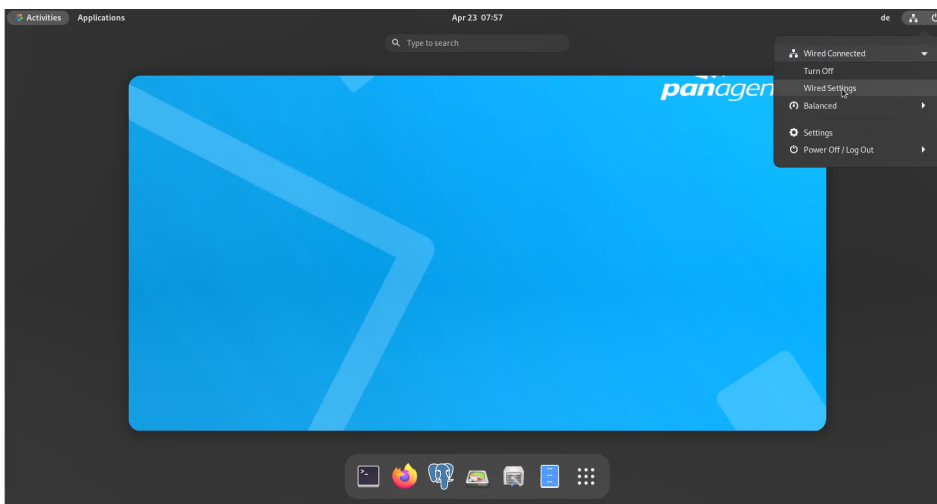 Activities Applications Apr 23 07:57 de
Type to search
panagen
Wired Connected
Turn Off
Wired Settings
Balanced
Settings
Power Off / Log Out